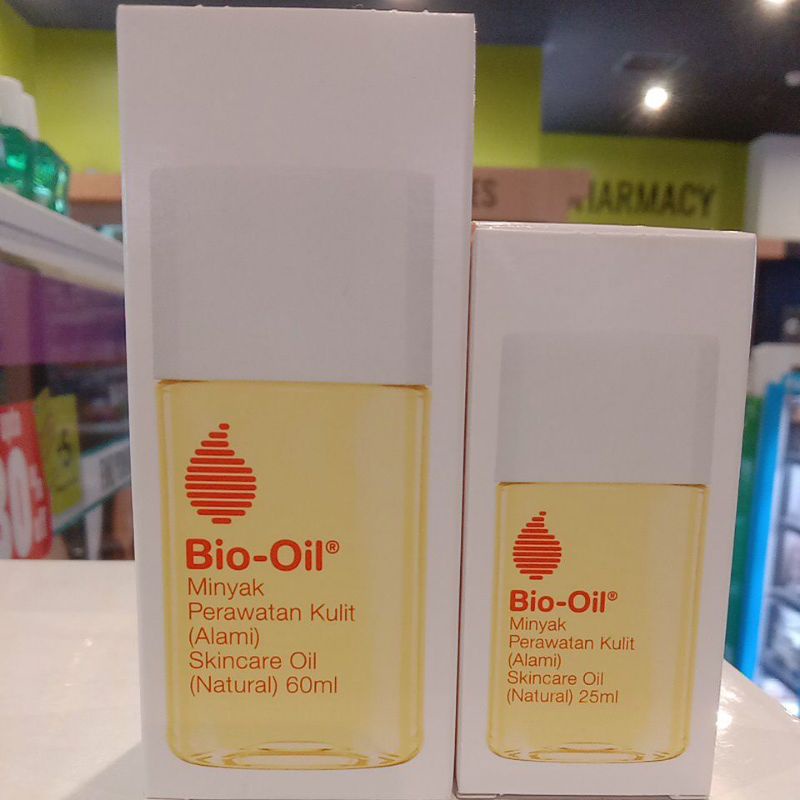 Bio-Oil®
Minyak
Perawatan Kulit
(Alami)
Skincare Oil
(Natural) 60ml
Bio-Oil®
Minyak
Perawatan Kulit
(Alami)
Skincare Oil
(Natural) 25ml